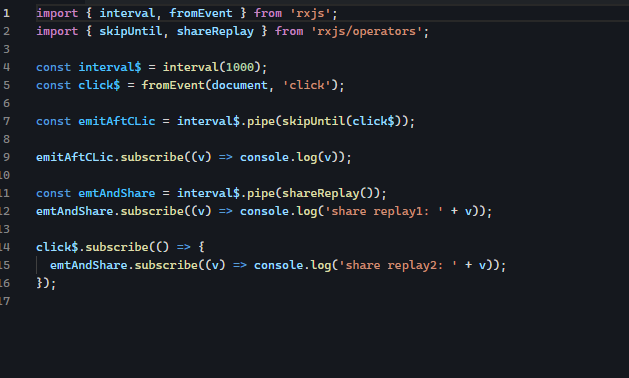 1 import { interval, fromEvent } from 'rxjs';
2 import { skipUntil, shareReplay } from 'rxjs/operators';
3
4 const interval$ = interval(1000);
5 const click$ = fromEvent(document, 'click');
6
7 const emitAftCLic = interval$.pipe(skipUntil(click$));
8
9 emitAftCLic.subscribe((v) => console.log(v));
10
11 const emtAndShare = interval$.pipe(shareReplay());
12 emtAndShare.subscribe((v) => console.log('share replay1: ' + v));
13
14 click$.subscribe(() => {
15   emtAndShare.subscribe((v) => console.log('share replay2: ' + v));
16 });
17